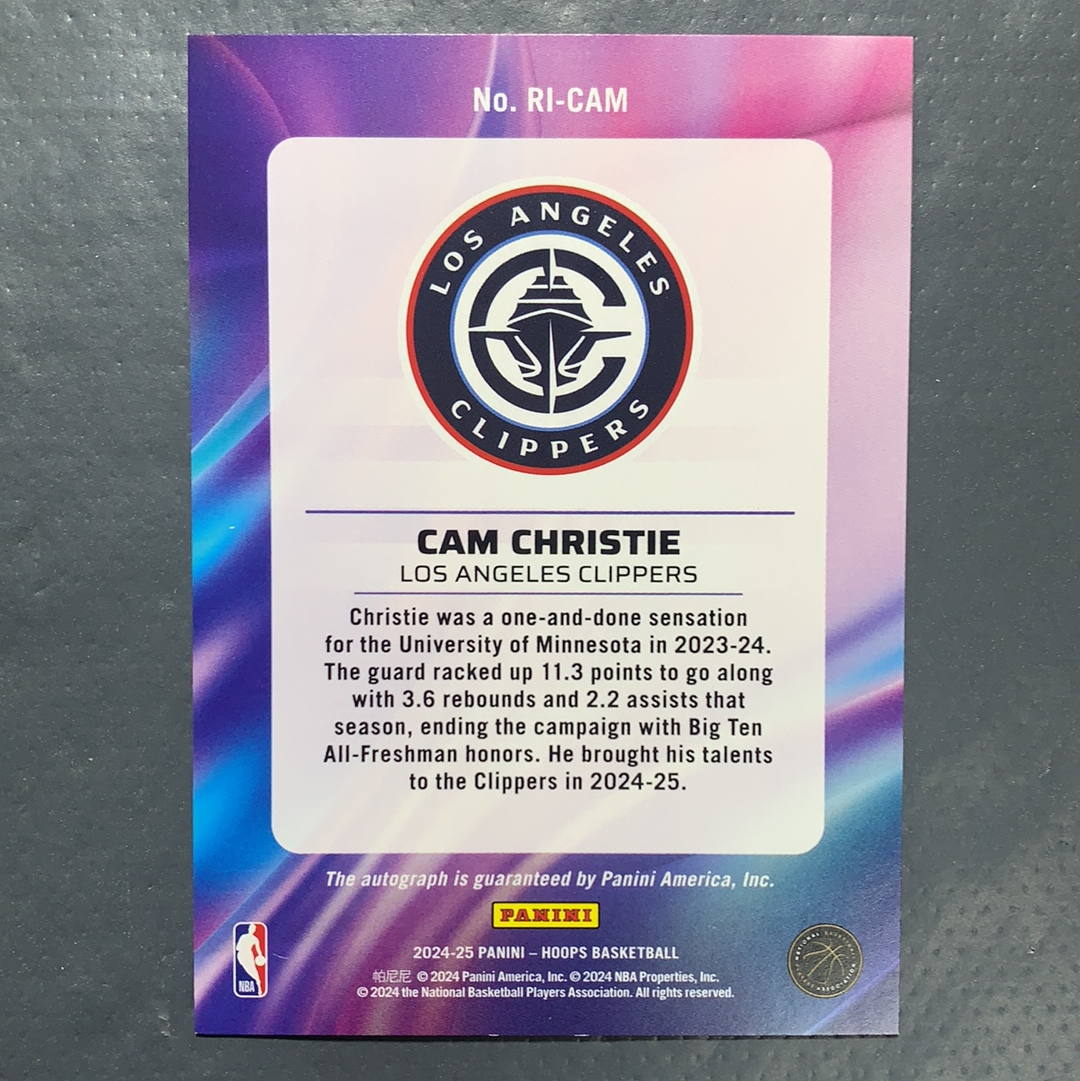 No. RI-CAM
LOS ANGELES
CLIPPERS
CAM CHRISTIE
LOS ANGELES CLIPPERS
Christie was a one-and-done sensation
for the University of Minnesota in 2023-24.
The guard racked up 11.3 points to go along
with 3.6 rebounds and 2.2 assists that
season, ending the campaign with Big Ten
All-Freshman honors. He brought his talents
to the Clippers in 2024-25.
The autograph is guaranteed by Panini America, Inc.
PANINI
2024-25 PANINI – HOOPS BASKETBALL
帕尼尼 © 2024 Panini America, Inc. © 2024 NBA Properties, Inc.
© 2024 the National Basketball Players Association. All rights reserved.
NBA
NATIONAL BASKETBALL
PLAYERS ASSOCIATION